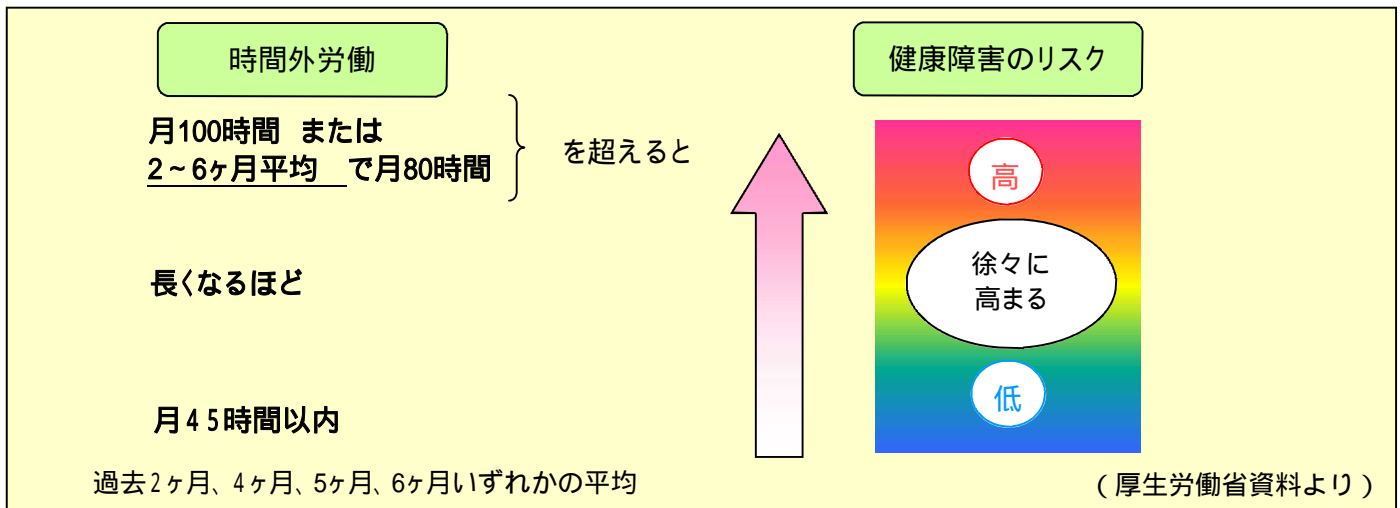 時間外労働
健康障害のリスク
月100時間 または
2~6ヶ月平均 で月80時間
を超えると
高
徐々に
高まる
長くなるほど
低
月45時間以内
過去2ヶ月、4ヶ月、5ヶ月、6ヶ月いずれかの平均
(厚生労働省資料より)